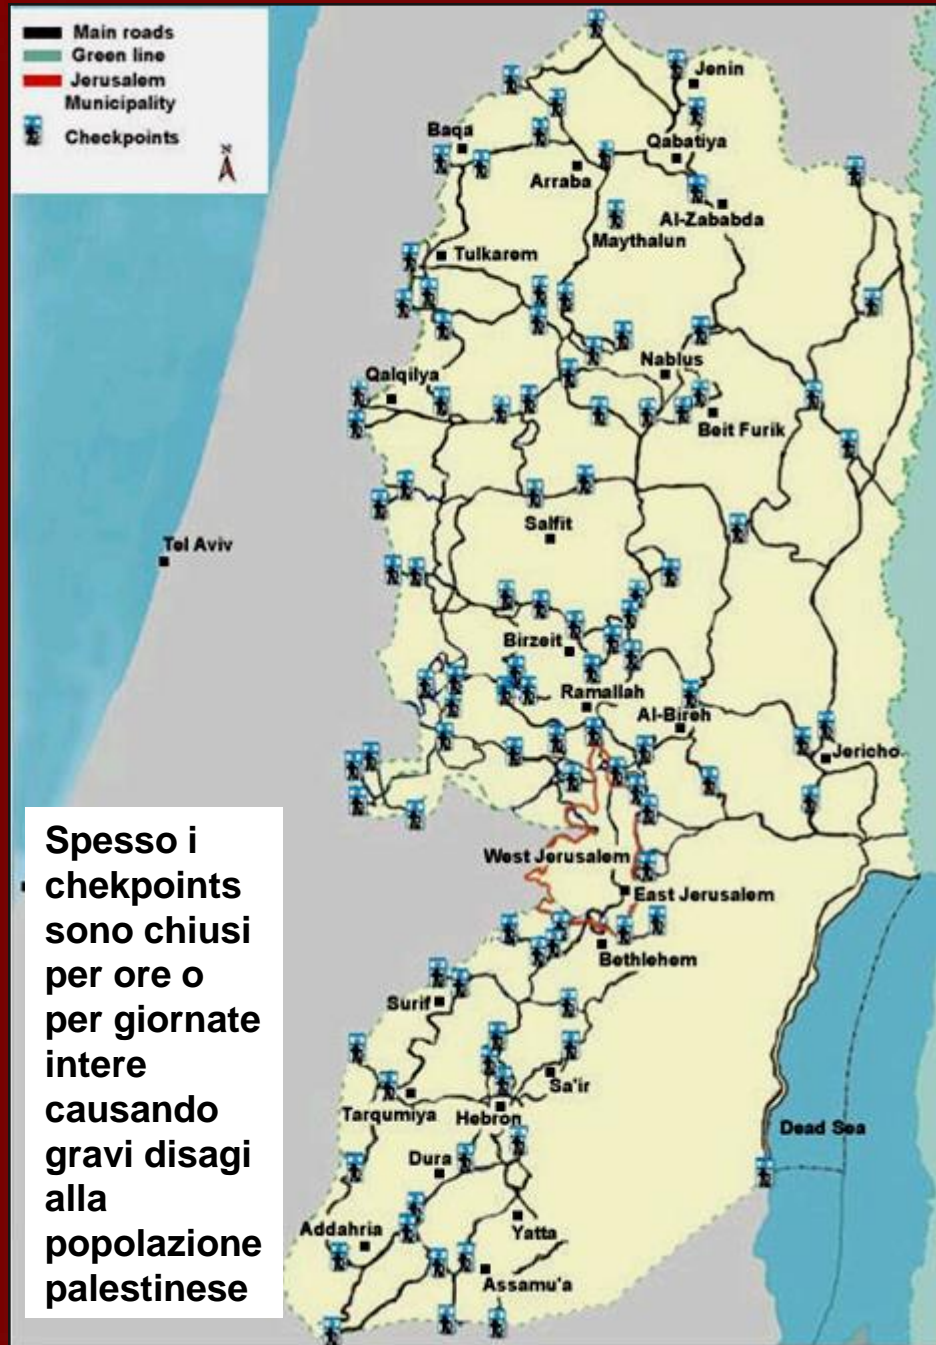 Main roads
Green line
Jerusalem
Municipality
Checkpoints
N
Jenin
Baqa
Qabatiya
Arraba
Al-Zababda
Maythalun
Tulkarem
Nablus
Qalqilya
Beit Furik
Salfit
Tel Aviv
Birzeit
Ramallah
Al-Bireh
Jericho
West Jerusalem
East Jerusalem
Bethlehem
Surif
Sa'ir
Tarqumiya
Hebron
Dead Sea
Dura
Addahria
Yatta
Assamu'a
Spesso i
chekpoints
sono chiusi
per ore o
per giornate
intere
causando
gravi disagi
alla
popolazione
palestinese